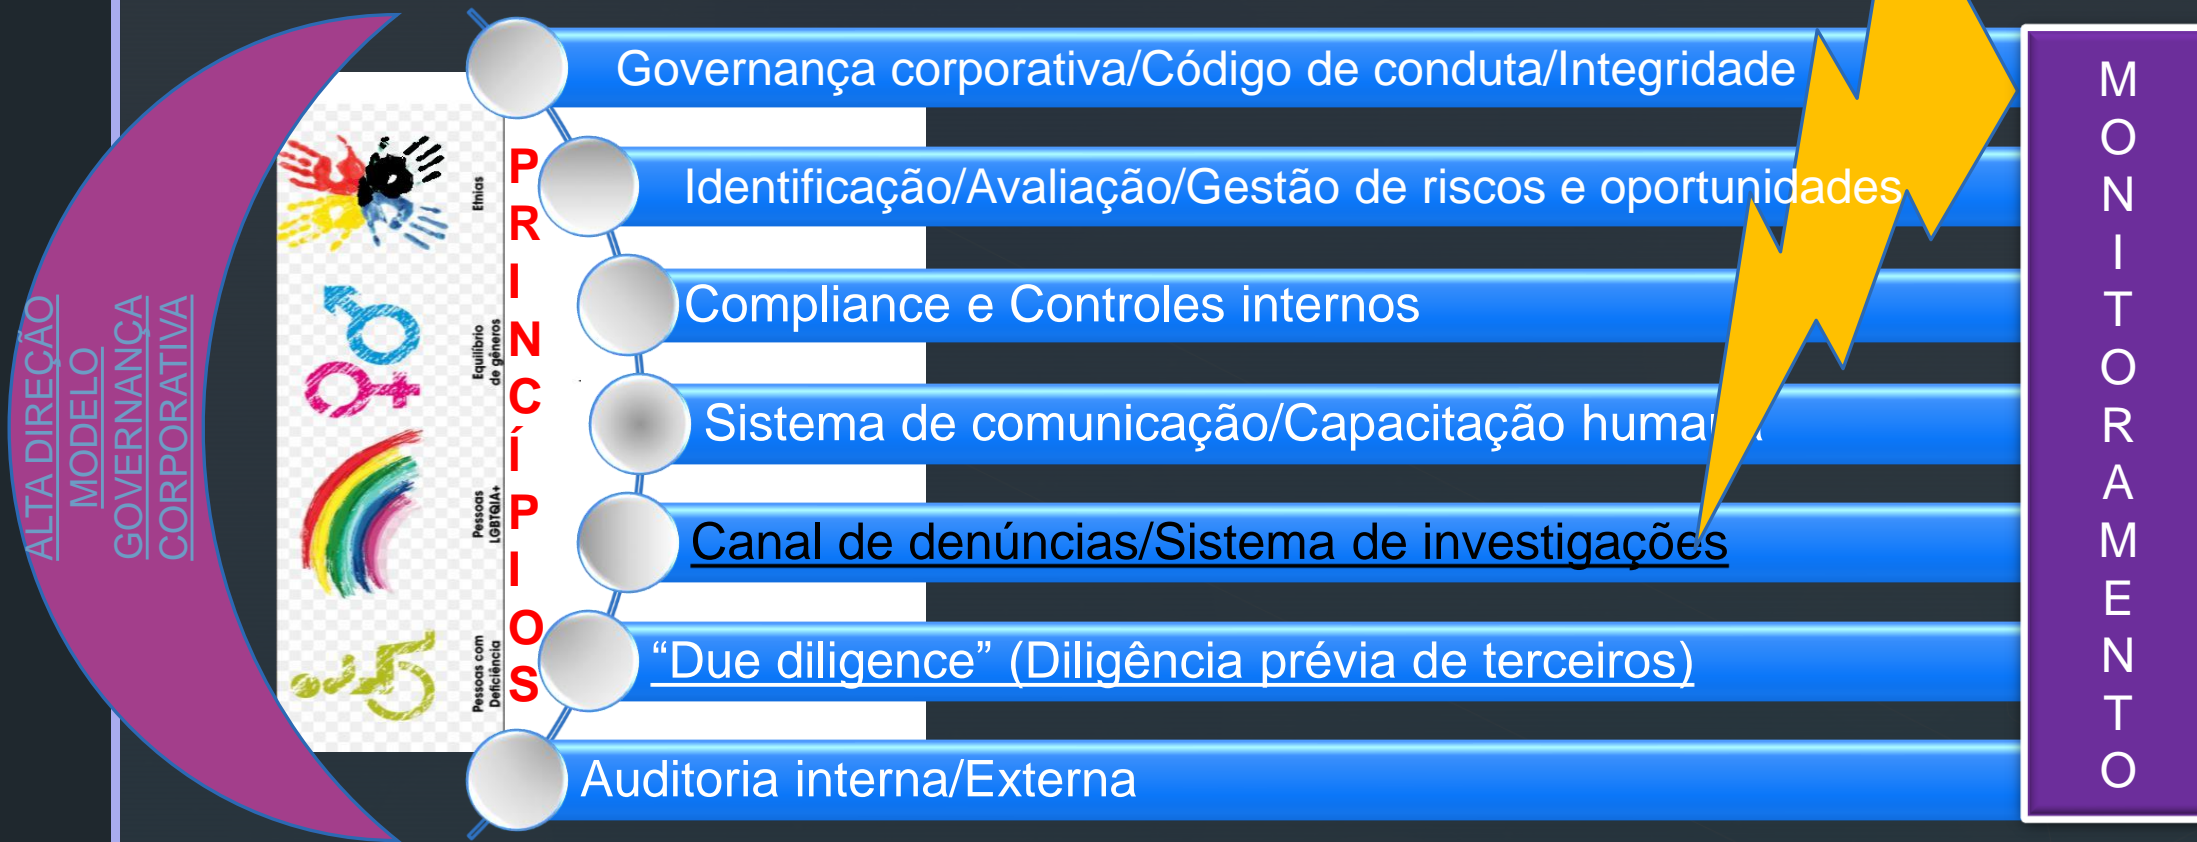 ALTA DIREÇÃO
MODELO
GOVERNANÇA
CORPORATIVA
Etnias
Equilíbrio
de gêneros
Pessoas
LGBTQIA+
Pessoas com
Deficiência
PRINCÍPIOS
Governança corporativa/Código de conduta/Integridade
Identificação/Avaliação/Gestão de riscos e oportunidades
Compliance e Controles internos
Sistema de comunicação/Capacitação humana
Canal de denúncias/Sistema de investigações
“Due diligence” (Diligência prévia de terceiros)
Auditoria interna/Externa
MONITORAMENTO